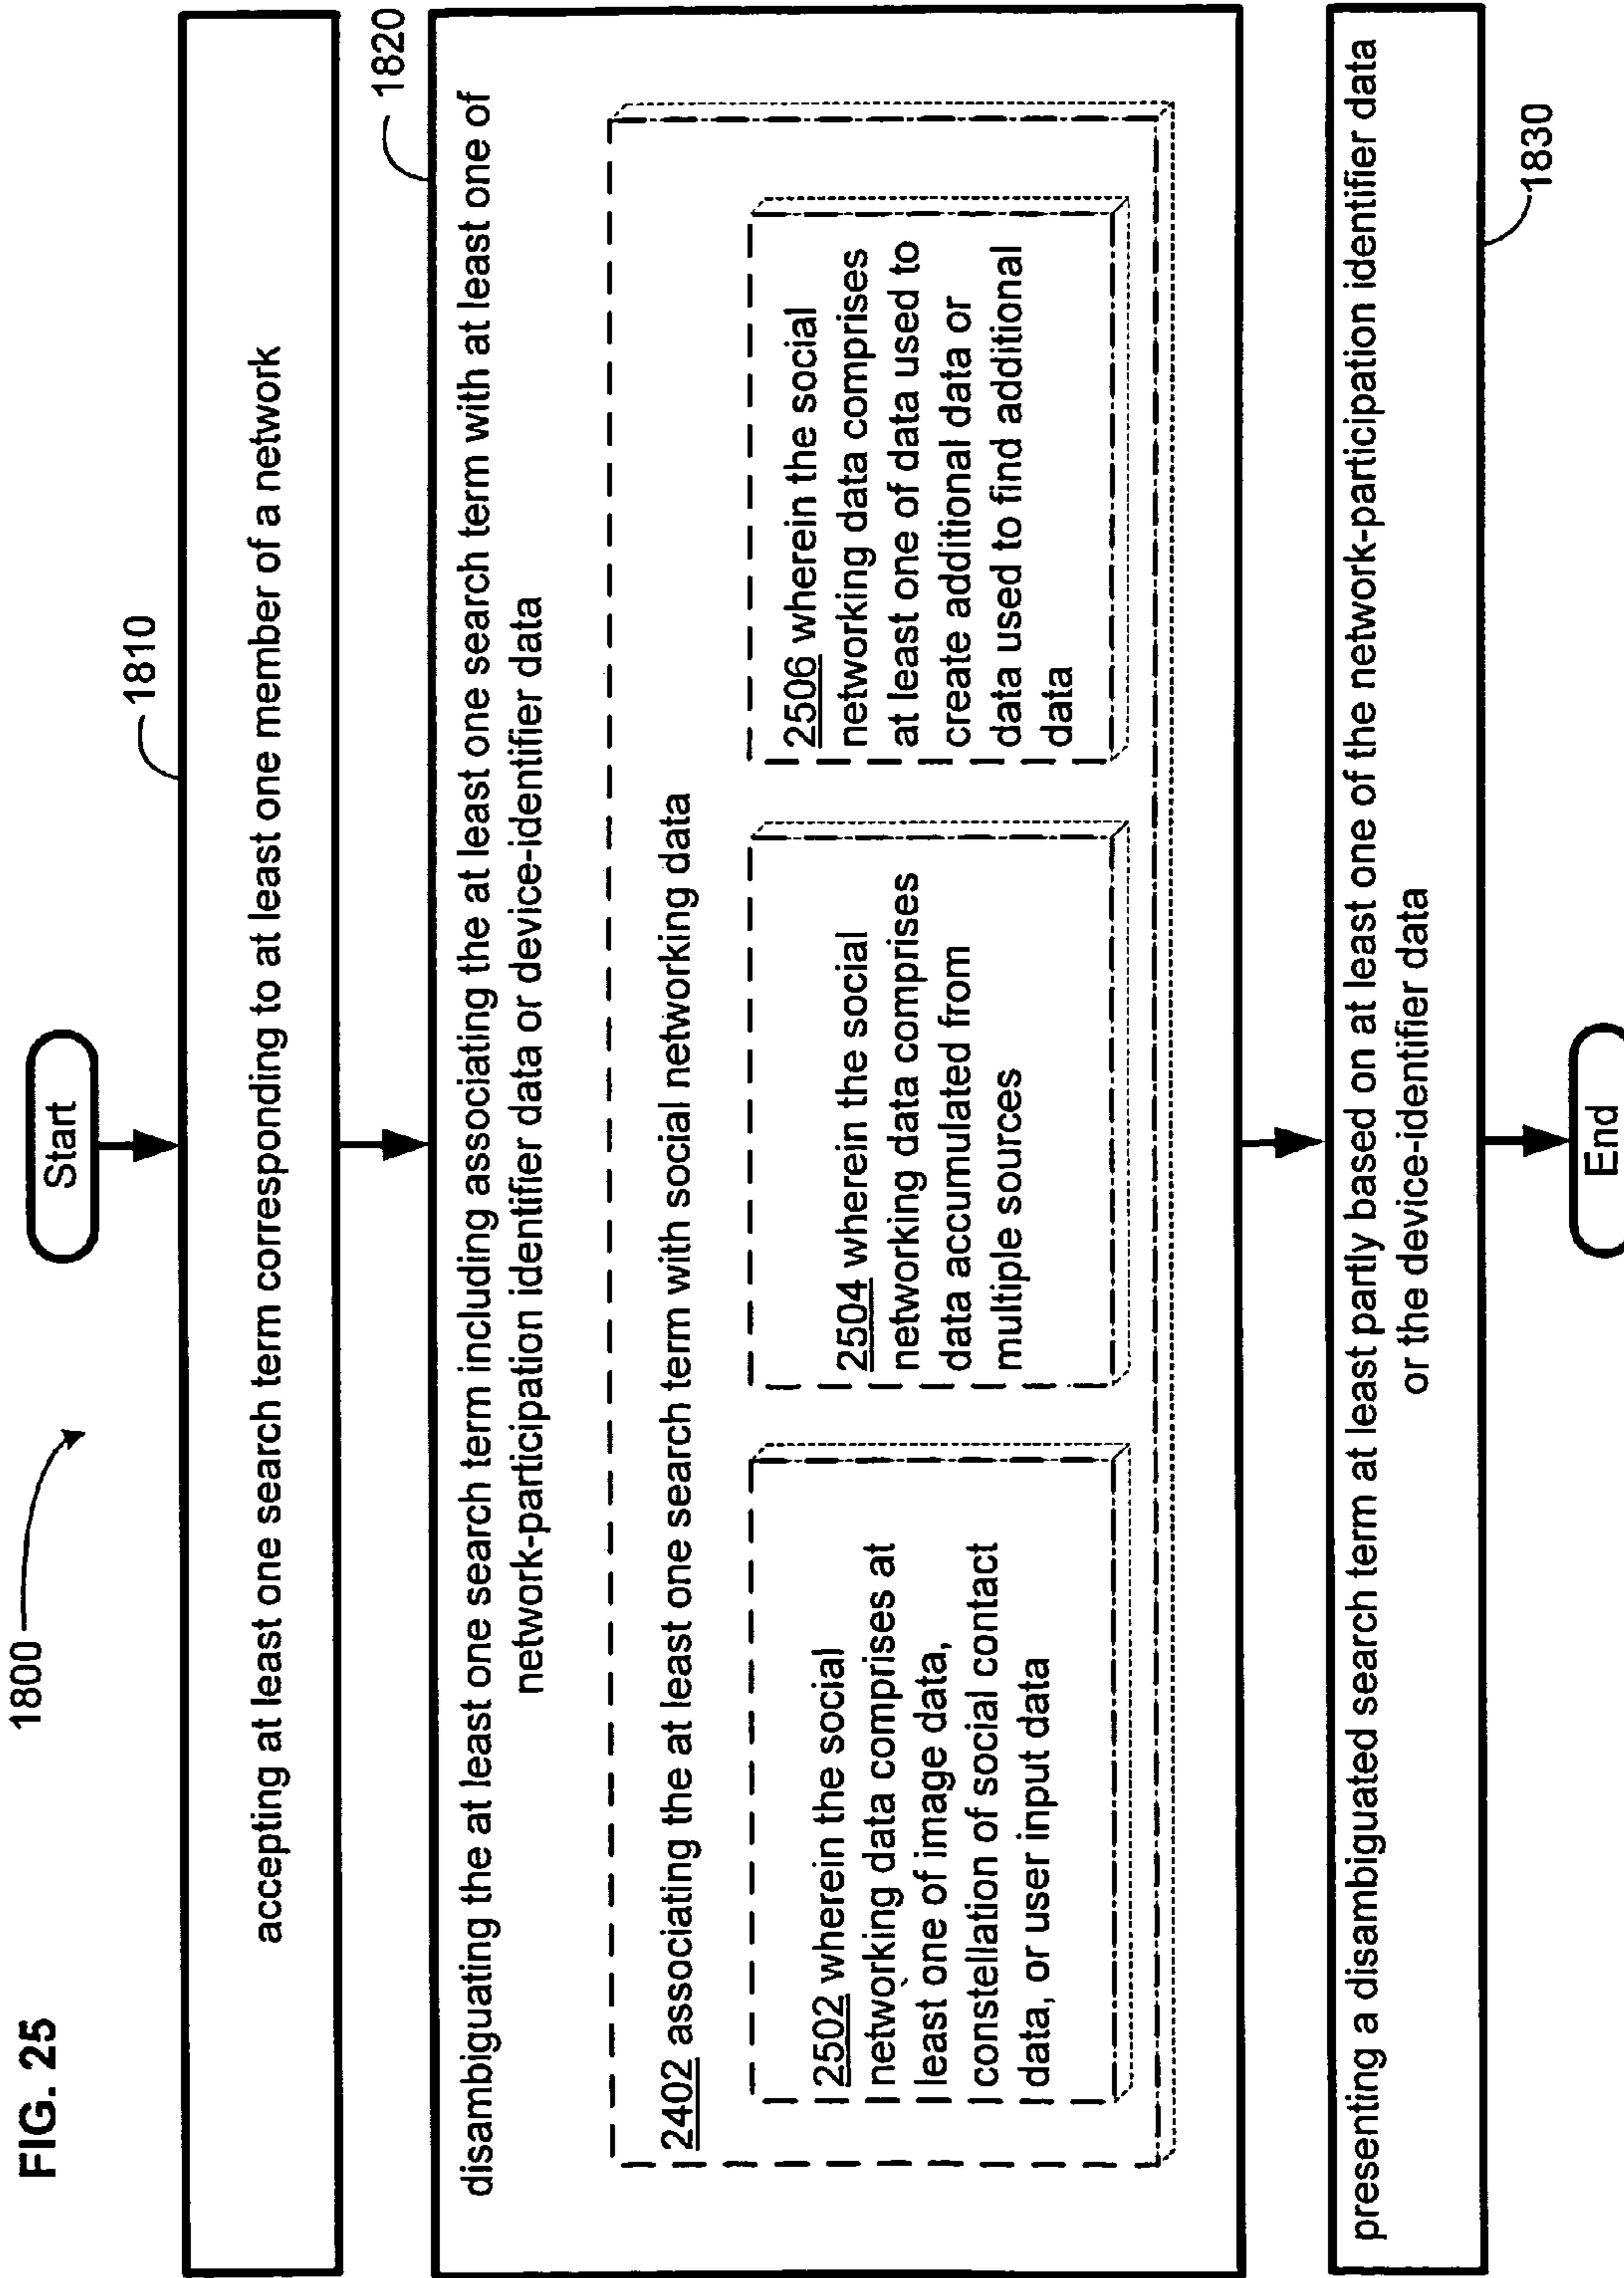 FIG. 25
1800
Start
1810
accepting at least one search term corresponding to at least one member of a network
1820
disambiguating the at least one search term including associating the at least one search term with at least one of
network-participation identifier data or device-identifier data
2402 associating the at least one search term with social networking data
2502 wherein the social
networking data comprises at
least one of image data,
constellation of social contact
data, or user input data
2504 wherein the social
networking data comprises
data accumulated from
multiple sources
2506 wherein the social
networking data comprises
at least one of data used to
create additional data or
data used to find additional
data
presenting a disambiguated search term at least partly based on at least one of the network-participation identifier data
or the device-identifier data
1830
End